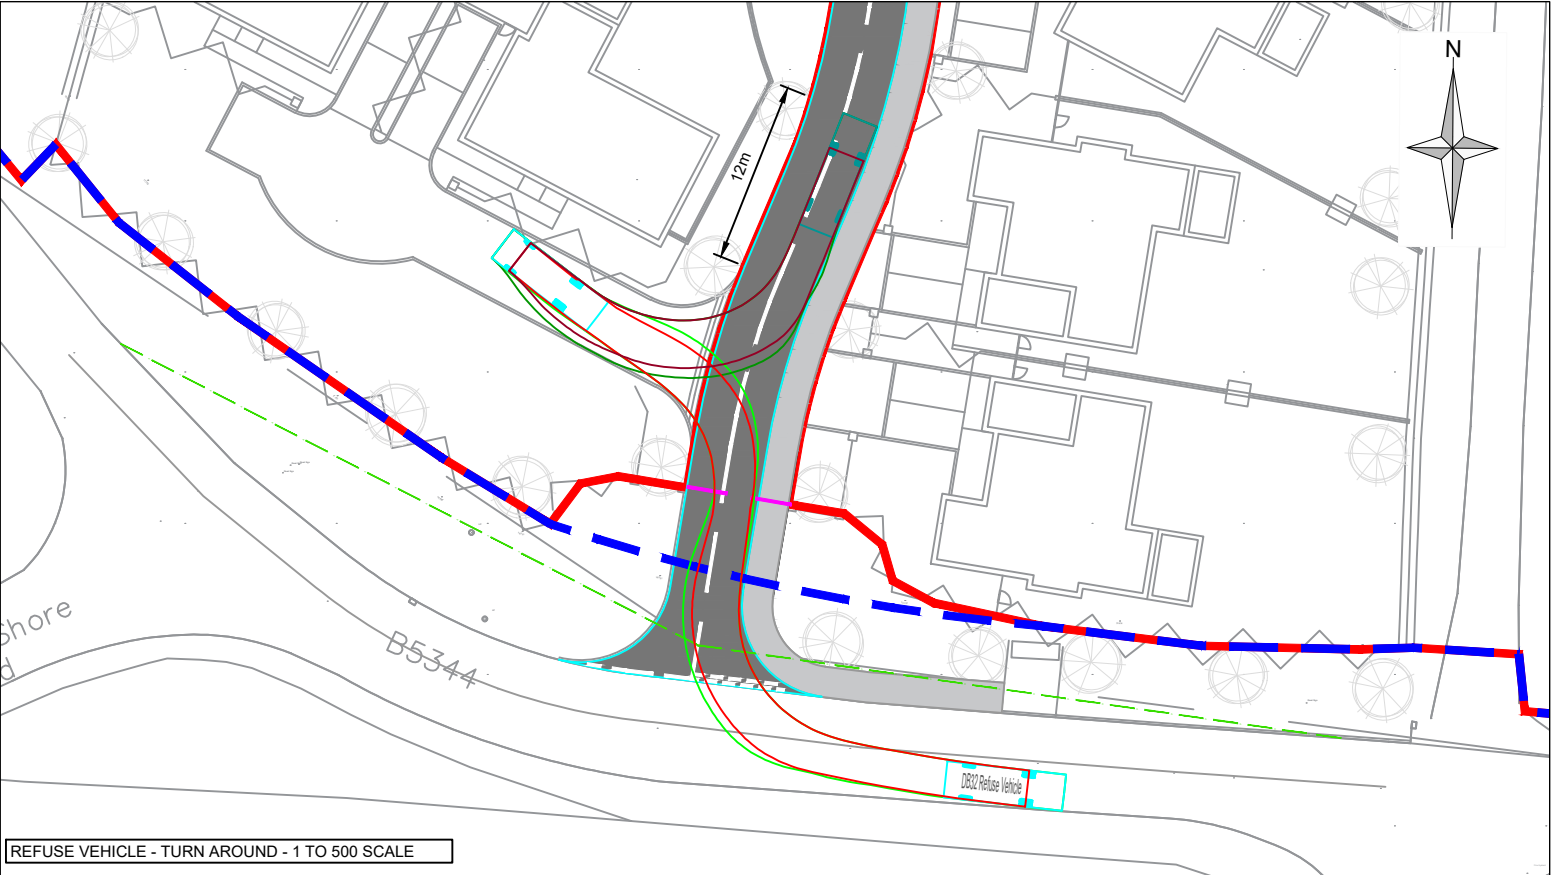 N
12m
Shore
d
B5344
DB32 Refuse Vehicle
REFUSE VEHICLE - TURN AROUND - 1 TO 500 SCALE